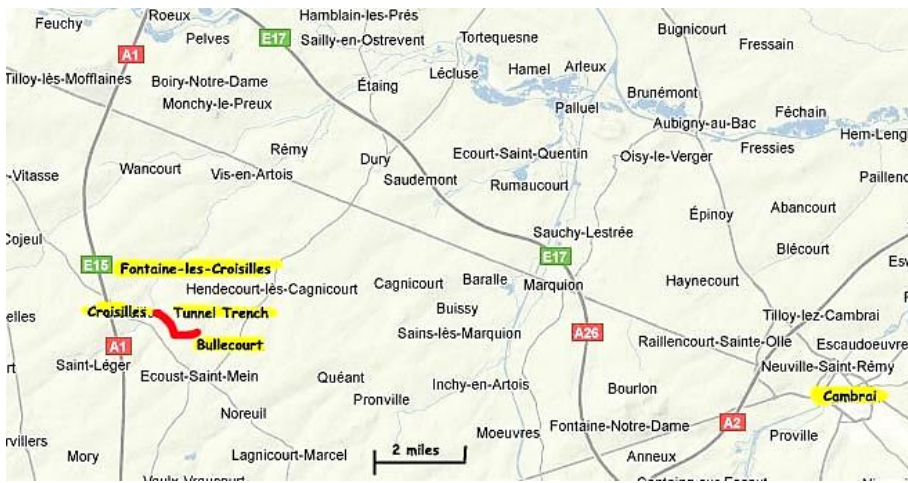 Feuchy
Roeux
Hamblain-les-Prés
Bugnicourt
E17
Pelves
Sailly-en-Ostrevent
Tortequesne
Fressain
A1
Tilloy-lès-Mofflaines
Boiry-Notre-Dame
Lécluse
Hamel
Arleux
Étaing
Monchy-le-Preux
Brunémont
Palluel
Féchain
Aubigny-au-Bac
Hem-Leng
Rémy
Dury
Ecourt-Saint-Quentin
Oisy-le-Verger
Fressies
-Vitasse
Wancourt
Vis-en-Artois
Saudemont
Rumaucourt
Paillenc
Épinoy
Abancourt
Cojeul
Sauchy-Lestrée
Blécourt
E15
Fontaine-les-Croisilles
E17
Hendecourt-lès-Cagnicourt
Cagnicourt
Baralle
Marquion
Haynecourt
elles
Croisilles
Tunnel Trench
Buissy
Tilloy-lez-Cambrai
Sains-lès-Marquion
A26
Raillencourt-Sainte-Olle
Escaudoeuvre
A1
Bullecourt
Saint-Léger
Neuville-Saint-Rémy
Ecoust-Saint-Mein
Quéant
Inchy-en-Artois
Bourlon
Cambrai
Pronville
Noreuil
Moeuvres
Fontaine-Notre-Dame
A2
Proville
ervillers
Mory
Lagnicourt-Marcel
2 miles
Anneux